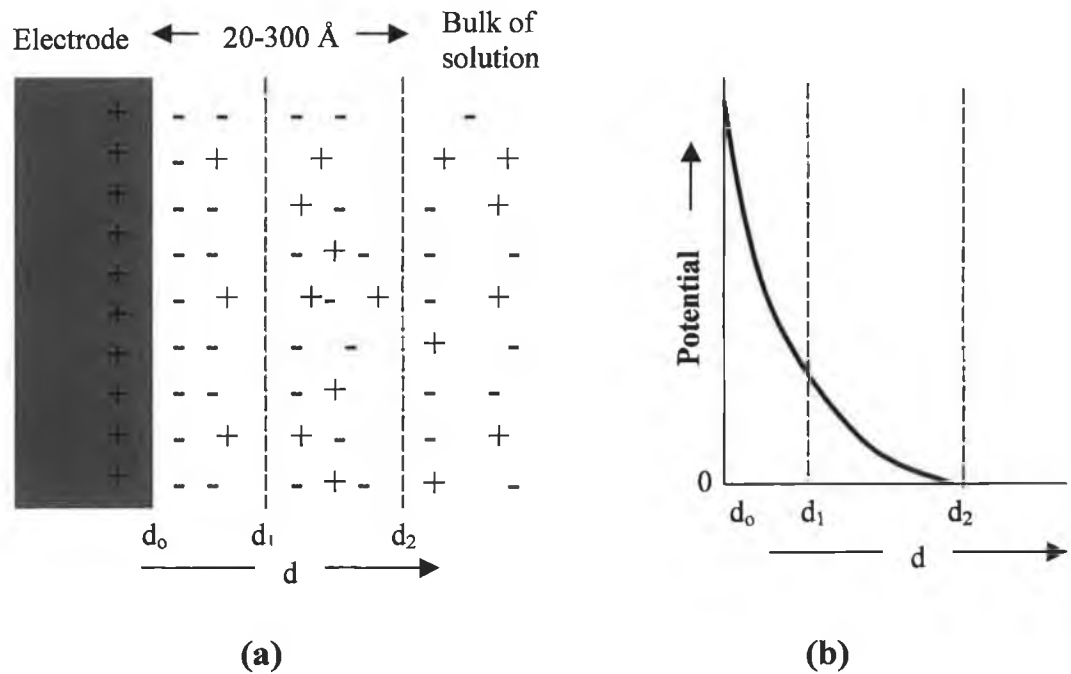 Electrode
20-300 Å
Bulk of
solution
d₀
d₁
d₂
d
(a)
Potential
0
d₀
d₁
d₂
d
(b)